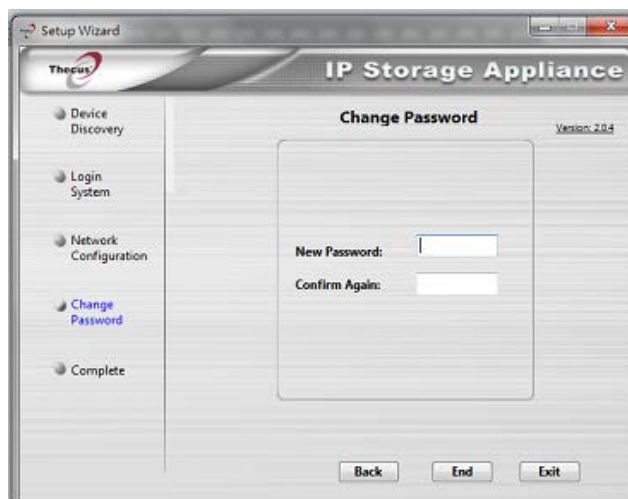 Setup Wizard
Thecus
IP Storage Appliance
Device
Discovery
Login
System
Network
Configuration
Change
Password
Complete
Change Password
Version: 2.0.4
New Password:
Confirm Again:
Back
End
Exit